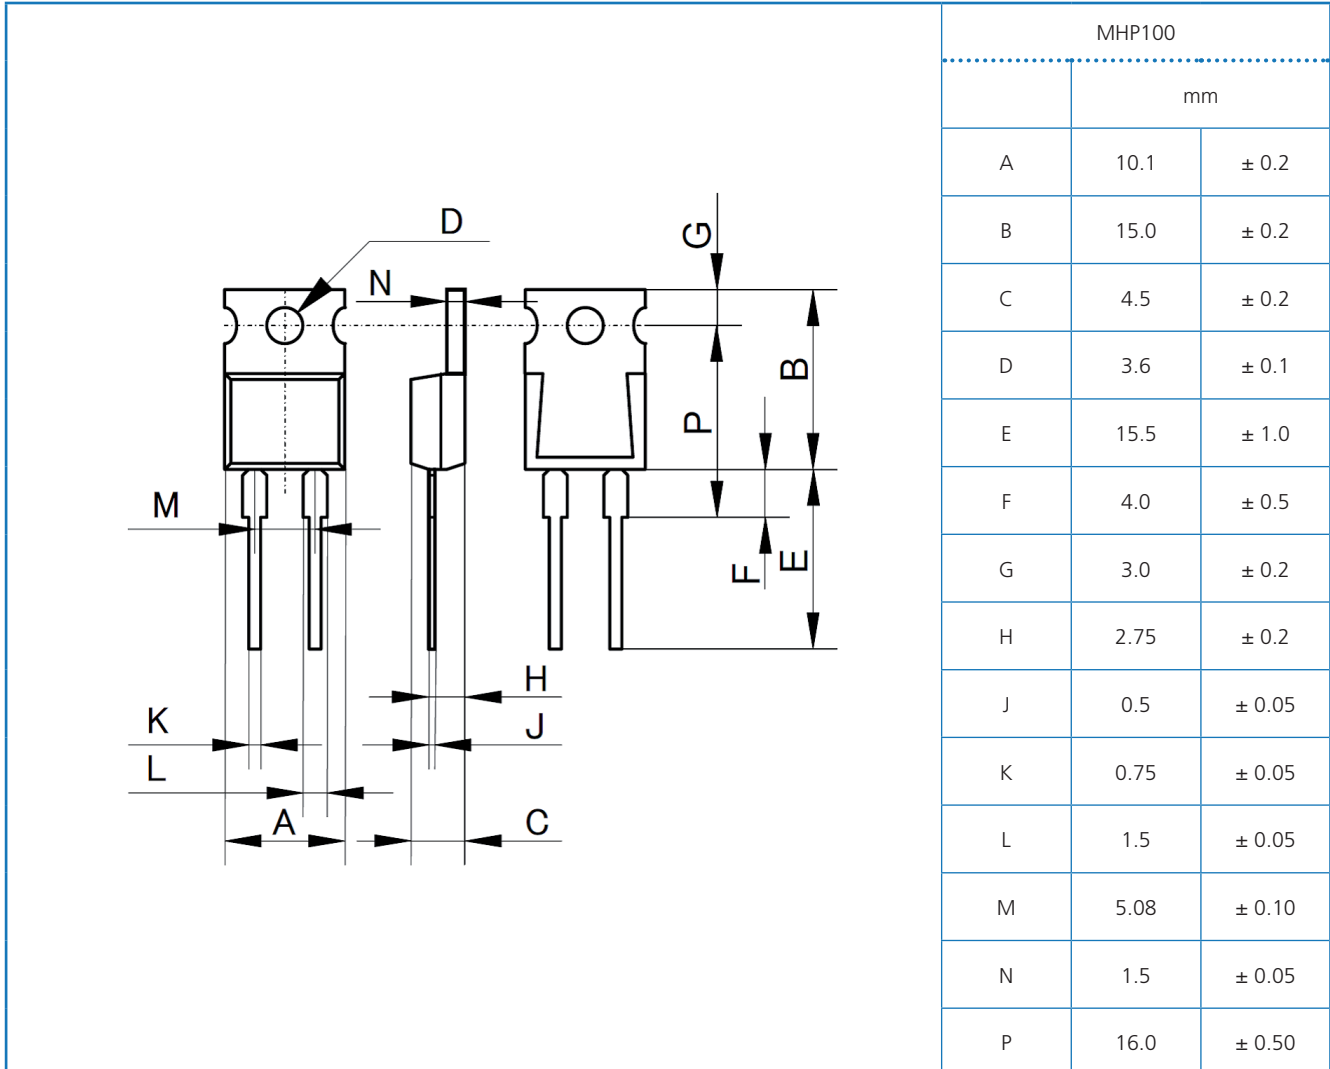 D
N
G
B
P
M
F
E
H
K
J
L
A
C
MHP100
mm
A 10.1 ± 0.2
B 15.0 ± 0.2
C 4.5 ± 0.2
D 3.6 ± 0.1
E 15.5 ± 1.0
F 4.0 ± 0.5
G 3.0 ± 0.2
H 2.75 ± 0.2
J 0.5 ± 0.05
K 0.75 ± 0.05
L 1.5 ± 0.05
M 5.08 ± 0.10
N 1.5 ± 0.05
P 16.0 ± 0.50